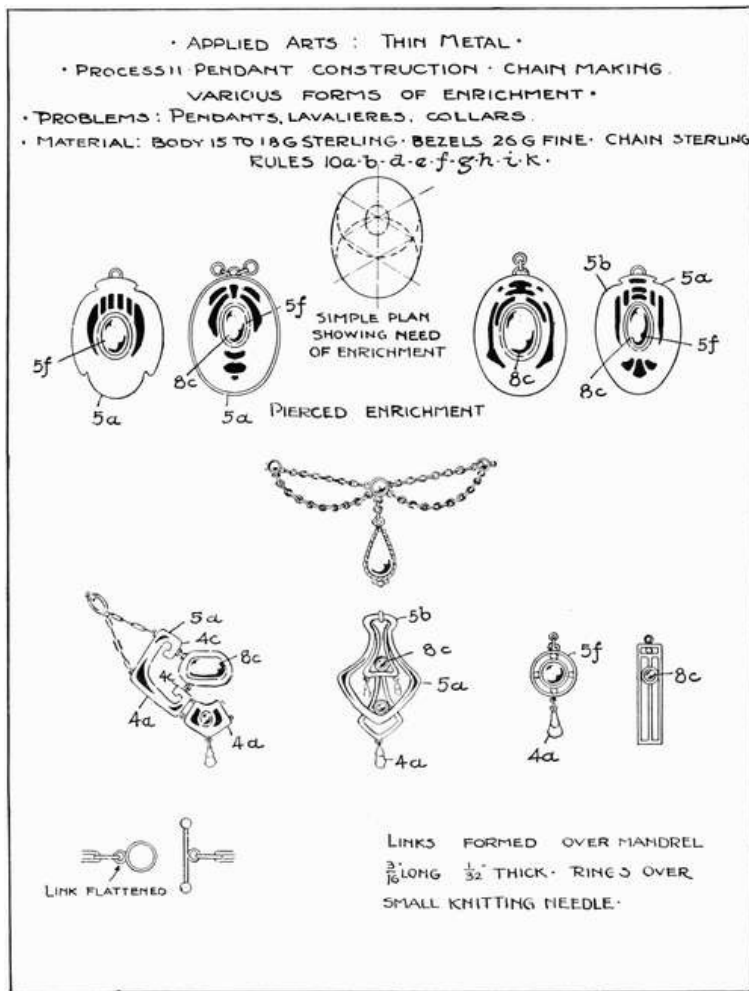 · APPLIED ARTS : THIN METAL ·
· PROCESS 11 · PENDANT CONSTRUCTION · CHAIN MAKING.
VARIOUS FORMS OF ENRICHMENT ·
· PROBLEMS : PENDANTS, LAVALIERES, COLLARS.
· MATERIAL: BODY 15 TO 18 G STERLING · BEZELS 26 G FINE · CHAIN STERLING
RULES 10a·b·d·e·f·g·h·i·k·
5f
5a
8c
5f
5a
SIMPLE PLAN
SHOWING NEED
OF ENRICHMENT
8c
5b
5a
5f
8c
PIERCED ENRICHMENT
5a
4c
8c
4c
4a
4a
5b
8c
5a
4a
5f
4a
8c
LINK FLATTENED
LINKS FORMED OVER MANDREL
3/16" LONG 1/32" THICK · RINGS OVER
SMALL KNITTING NEEDLE ·